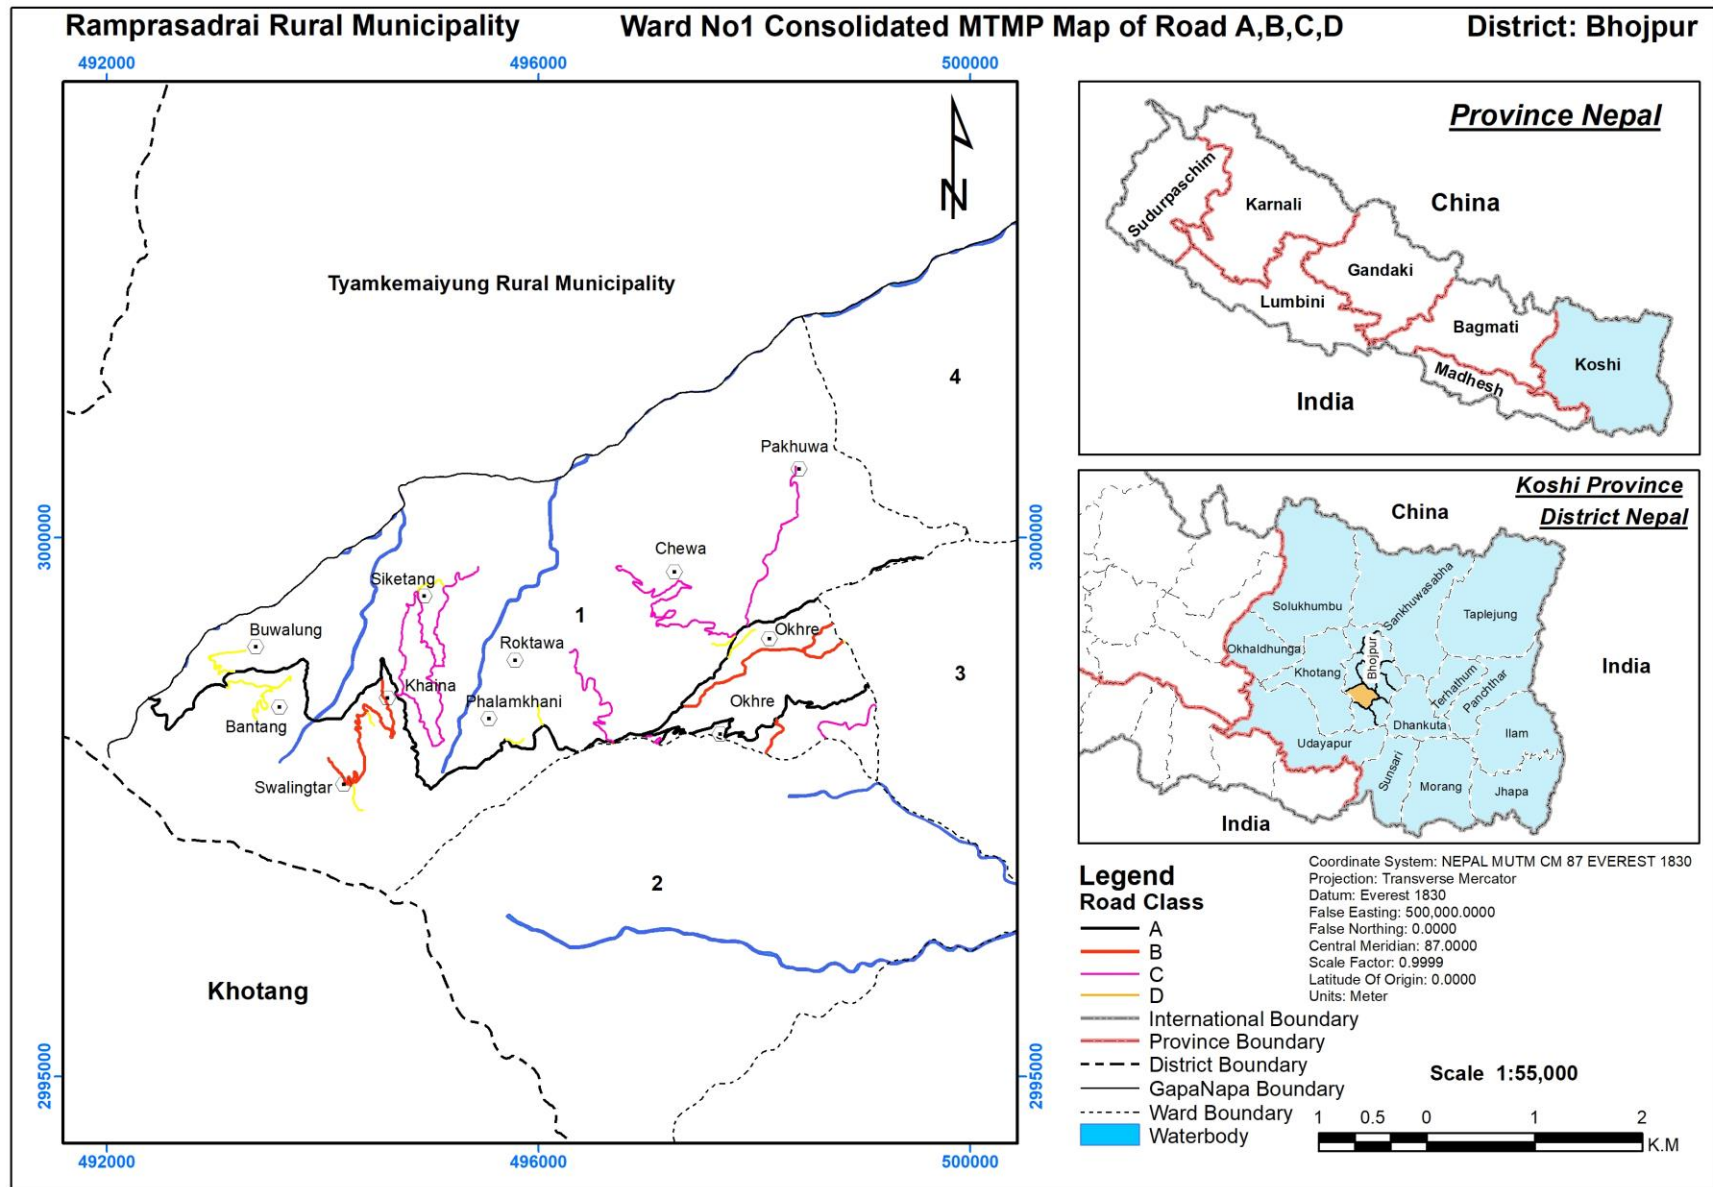 Ramprasadrai Rural Municipality
Ward No1 Consolidated MTMP Map of Road A,B,C,D
District: Bhojpur
492000
496000
500000
3000000
2995000
3000000
2995000
492000
496000
500000
N
Tyamkemaiyung Rural Municipality
4
Pakhuwa
Chewa
Siketang
1
Buwalung
Roktawa
Okhre
3
Khaina
Bantang
Phalamkhani
Okhre
Swalingtar
2
Khotang
Province Nepal
China
Sudurpaschim
Karnali
Gandaki
Lumbini
Bagmati
Koshi
Madhesh
India
Koshi Province
District Nepal
China
Solukhumbu
Sankhuwasabha
Taplejung
Okhaldhunga
Khotang
Bhojpur
India
Terhathum
Panchthar
Dhankuta
Udayapur
Ilam
Sunsari
Morang
Jhapa
India
Legend
Road Class
A
B
C
D
International Boundary
Province Boundary
District Boundary
GapaNapa Boundary
Ward Boundary
Waterbody
Coordinate System: NEPAL MUTM CM 87 EVEREST 1830
Projection: Transverse Mercator
Datum: Everest 1830
False Easting: 500,000.0000
False Northing: 0.0000
Central Meridian: 87.0000
Scale Factor: 0.9999
Latitude Of Origin: 0.0000
Units: Meter
Scale 1:55,000
1 0.5 0 1 2
K.M